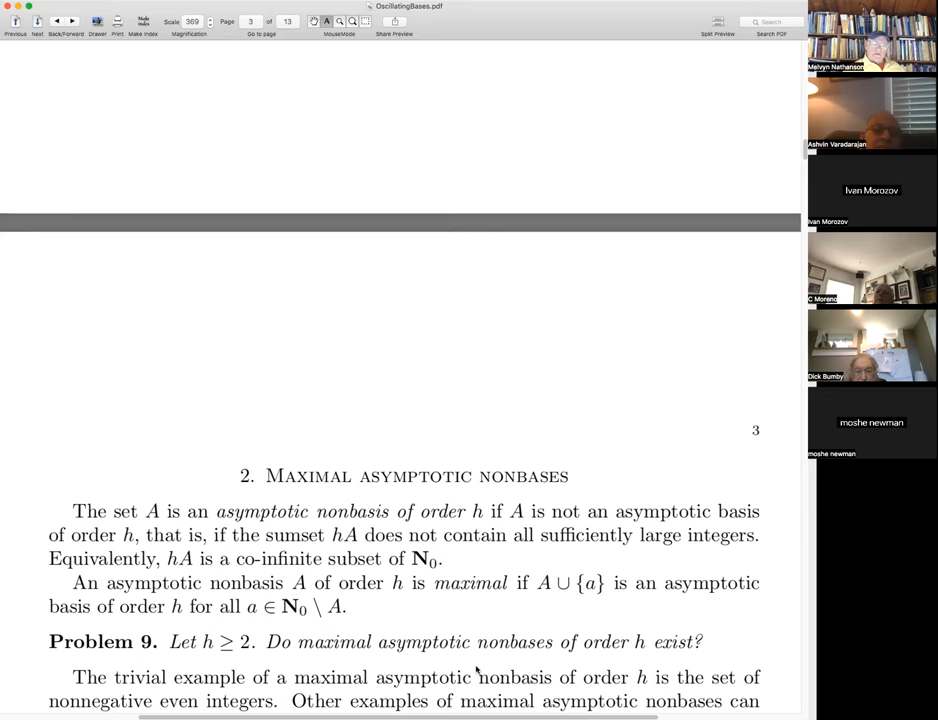 OscillatingBases.pdf
Scale 369
Page 3 of 13
Search
Previous Next Back/Forward Drawer Print Make Index Magnification Go to page MouseMode Share Preview Split Preview Search PDF
3
2. Maximal asymptotic nonbases
The set A is an asymptotic nonbasis of order h if A is not an asymptotic basis
of order h, that is, if the sumset hA does not contain all sufficiently large integers.
Equivalently, hA is a co-infinite subset of N₀.
An asymptotic nonbasis A of order h is maximal if A ∪ {a} is an asymptotic
basis of order h for all a ∈ N₀ \ A.
Problem 9. Let h ≥ 2. Do maximal asymptotic nonbases of order h exist?
The trivial example of a maximal asymptotic nonbasis of order h is the set of
nonnegative even integers. Other examples of maximal asymptotic nonbases can
Melvyn Nathanson
Ashvin Varadarajan
Ivan Morozov
Ivan Morozov
C Moreno
Dick Bumby
moshe newman
moshe newman